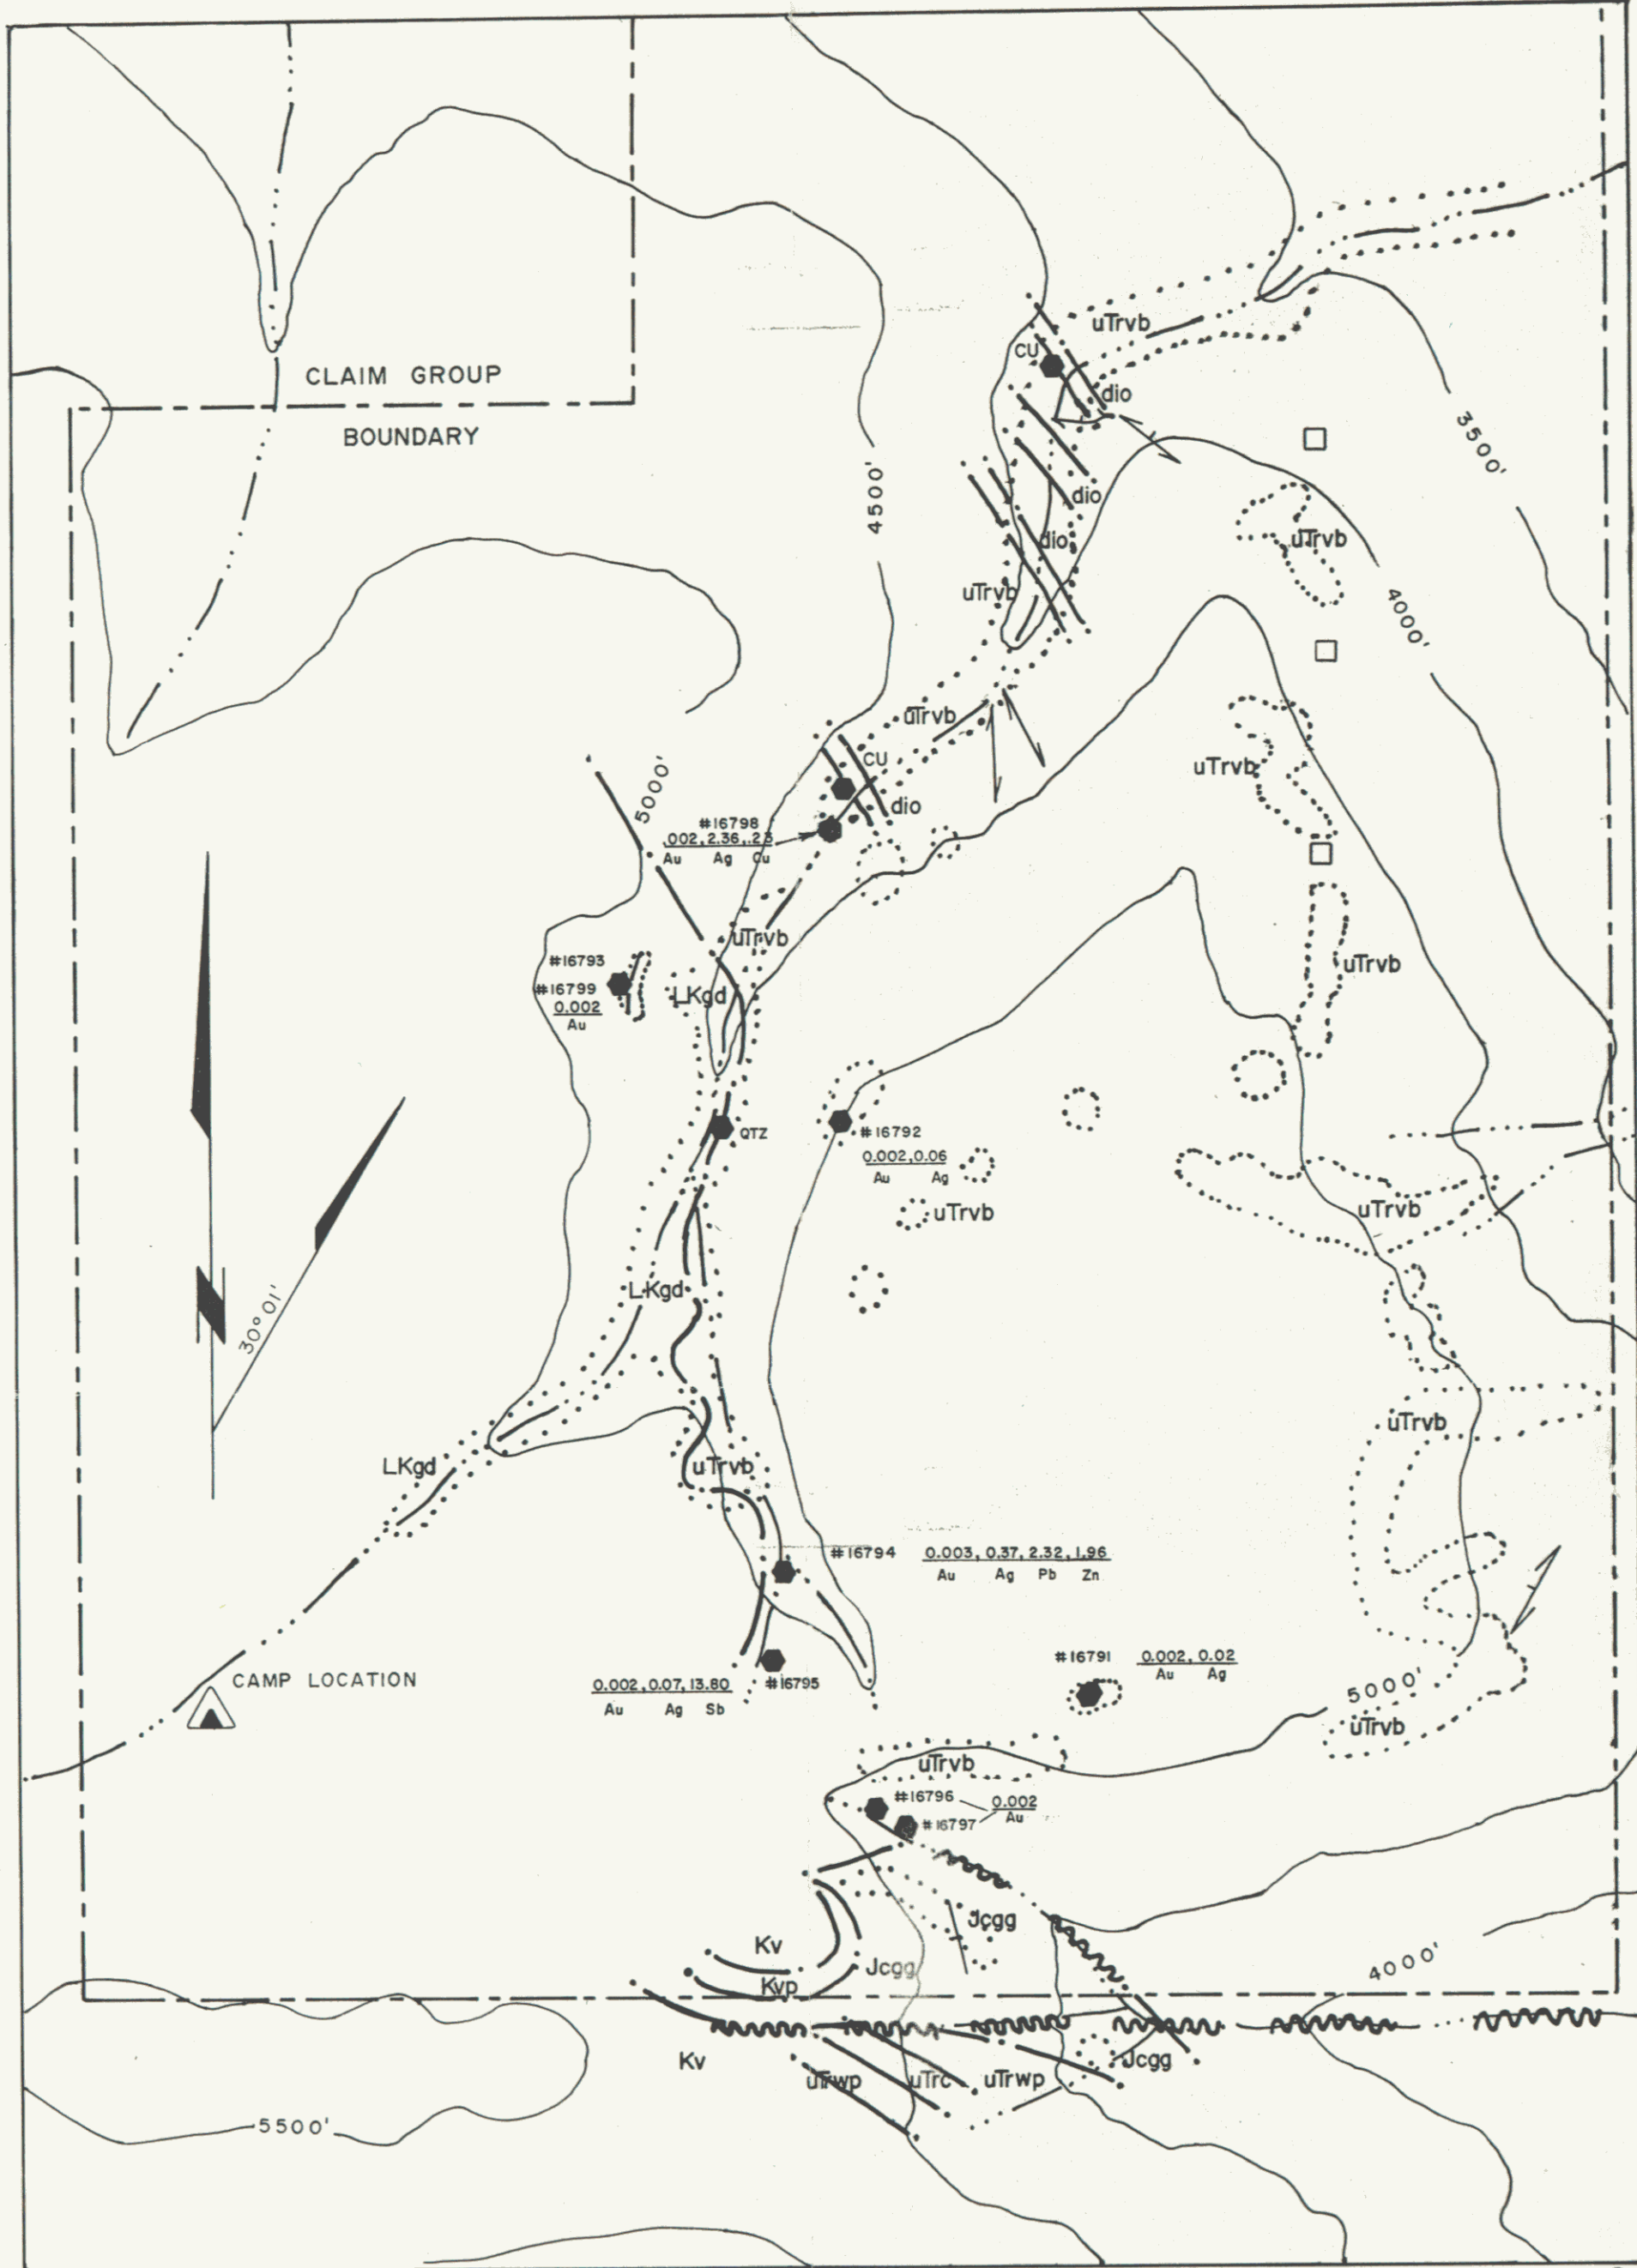 CLAIM GROUP
BOUNDARY
uTrvb
CU
dio
3500'
4500'
dio
uTrvb
dio
uTrvb
4000'
uTrvb
uTrvb
5000'
CU
dio
#16798
.002, 2.36, .23
Au Ag Cu
uTrvb
#16793
#16799
0.002
Au
LKgd
uTrvb
QTZ
#16792
0.002, 0.06
Au Ag
uTrvb
uTrvb
N
30°01'
LKgd
uTrvb
LKgd
uTrvb
#16794
0.003, 0.37, 2.32, 1.96
Au Ag Pb Zn
CAMP LOCATION
#16795
0.002, 0.07, 13.80
Au Ag Sb
#16791
0.002, 0.02
Au Ag
5000'
uTrvb
uTrvb
#16796
#16797
0.002
Au
Jcgg
Kv
Jcgg
Kvp
4000'
Kv
uTrwp
uTrc
uTrwp
Jcgg
5500'